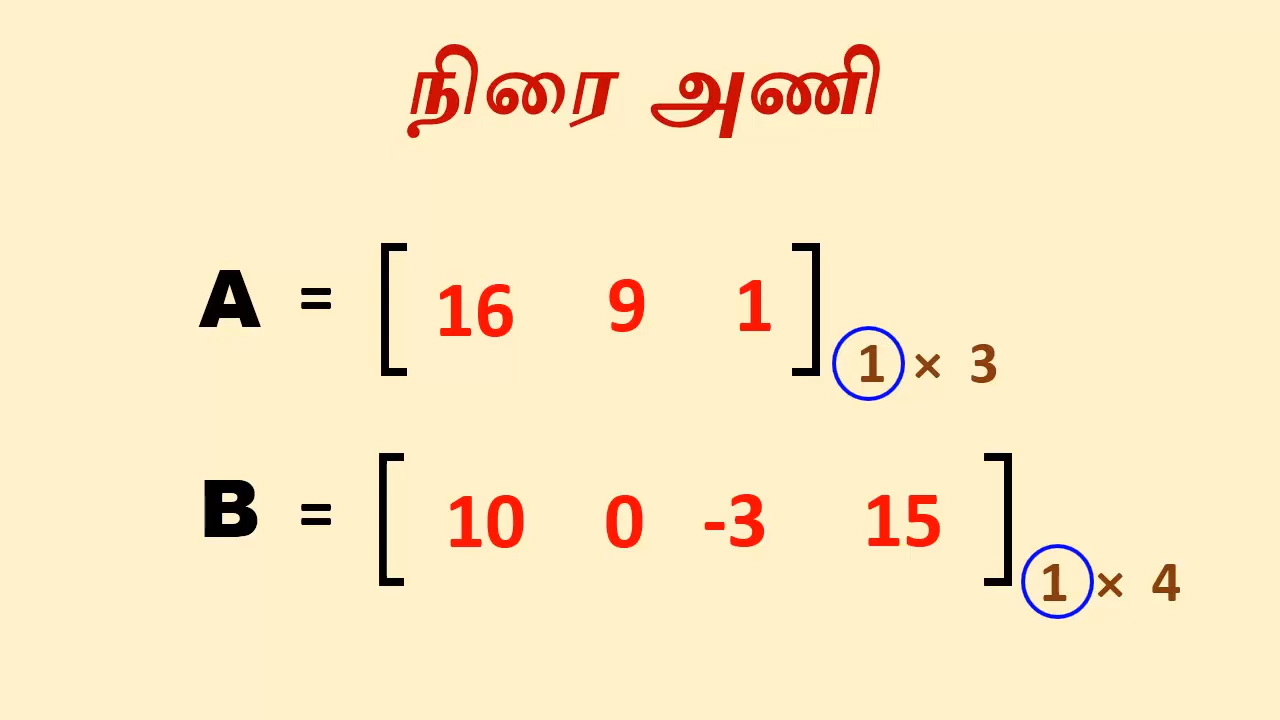 நிரை அணி
A = [ 16 9 1 ] 1 × 3
B = [ 10 0 -3 15 ] 1 × 4